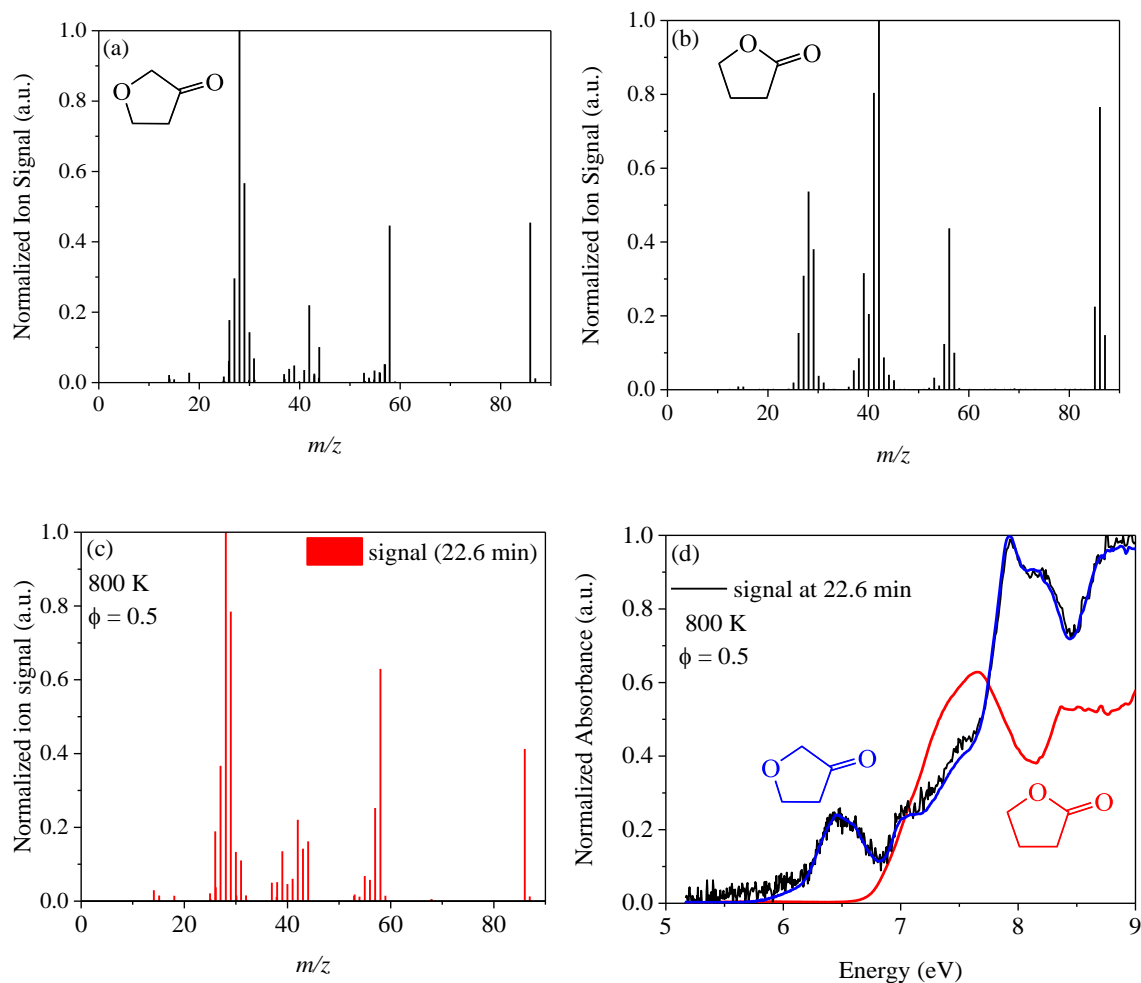 (a)
O
O
Normalized Ion Signal (a.u.)
1.0
0.8
0.6
0.4
0.2
0.0
0
20
40
60
80
m/z
(b)
O
O
Normalized Ion Signal (a.u.)
1.0
0.8
0.6
0.4
0.2
0.0
0
20
40
60
80
m/z
(c)
800 K
ϕ = 0.5
signal (22.6 min)
Normalized ion signal (a.u.)
1.0
0.8
0.6
0.4
0.2
0.0
0
20
40
60
80
m/z
(d)
signal at 22.6 min
800 K
ϕ = 0.5
O
O
O
O
Normalized Absorbance (a.u.)
1.0
0.8
0.6
0.4
0.2
0.0
5
6
7
8
9
Energy (eV)